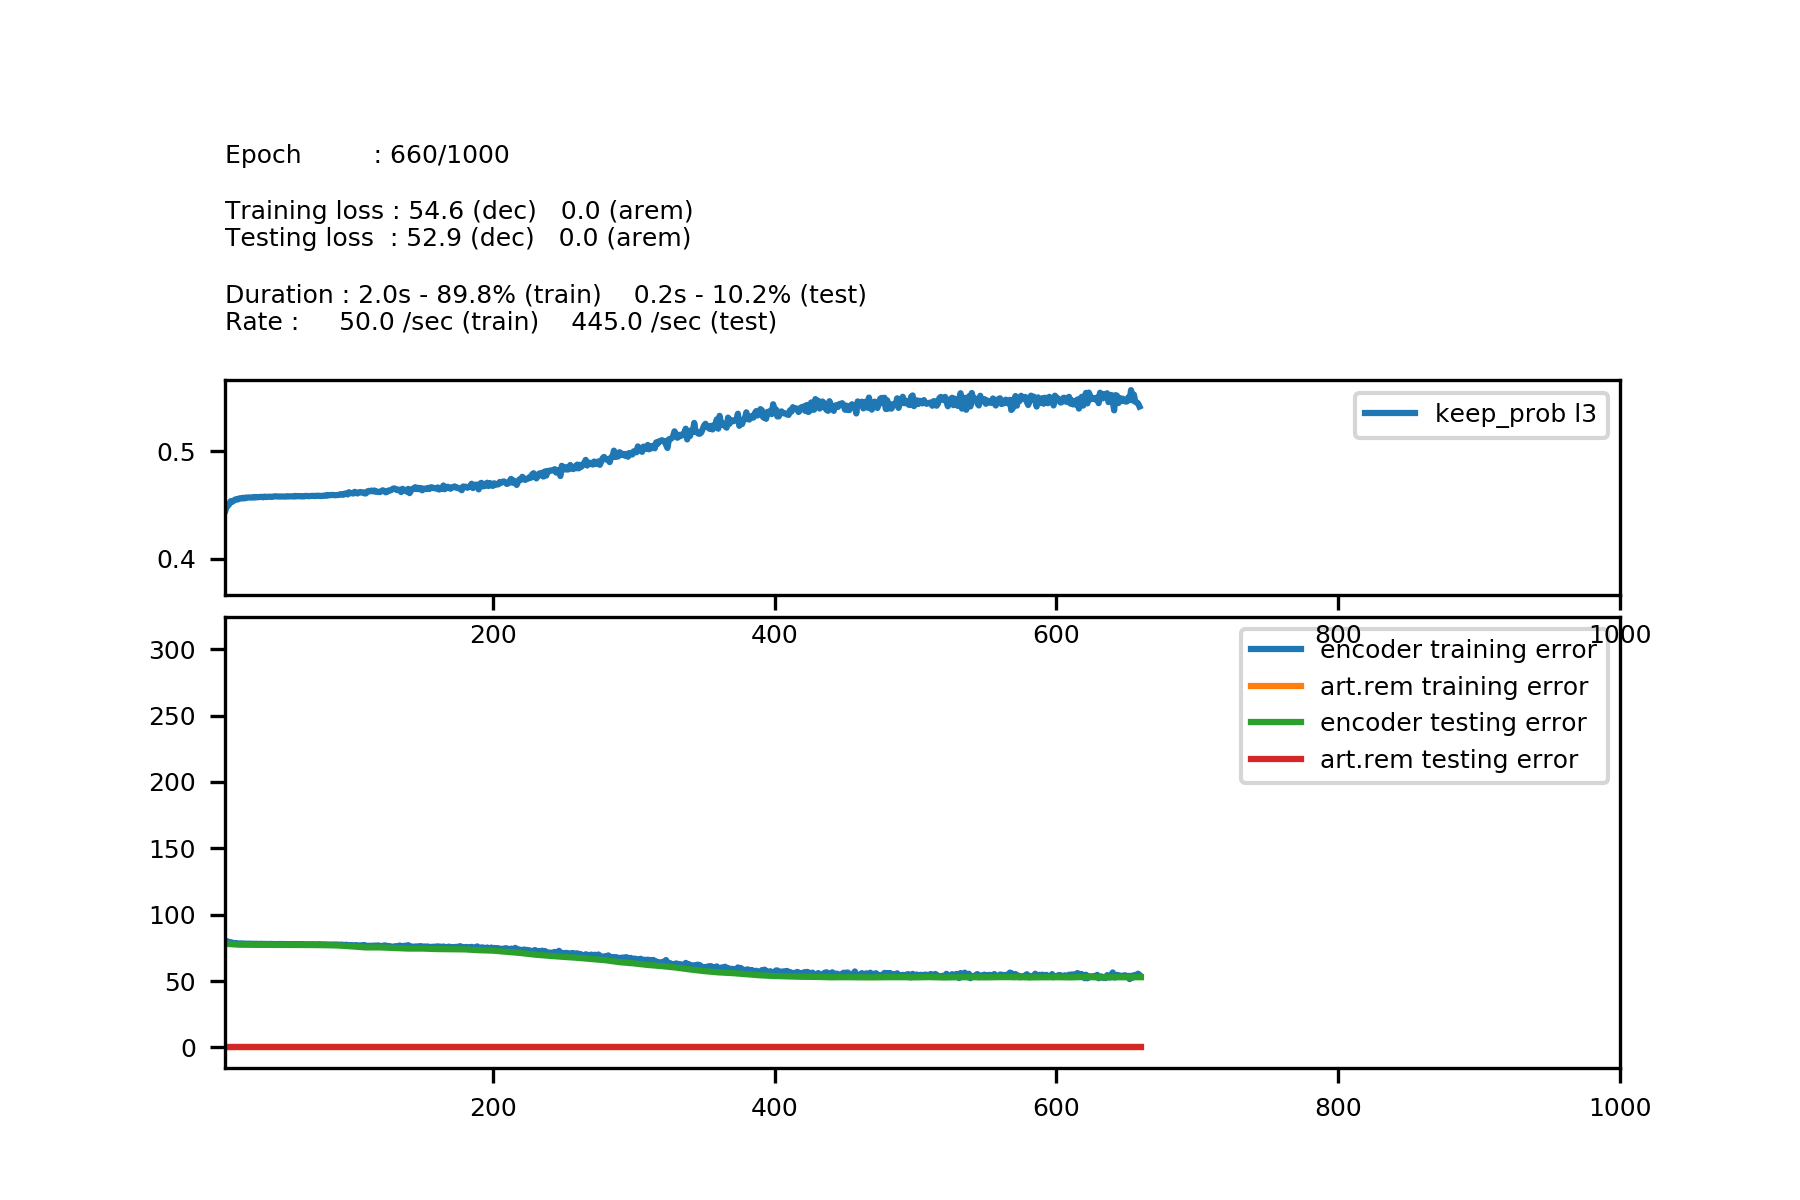 Epoch : 660/1000
Training loss : 54.6 (dec) 0.0 (arem)
Testing loss : 52.9 (dec) 0.0 (arem)
Duration : 2.0s - 89.8% (train) 0.2s - 10.2% (test)
Rate : 50.0 /sec (train) 445.0 /sec (test)
keep_prob l3
0.5
0.4
200 400 600 800 1000
encoder training error
art.rem training error
encoder testing error
art.rem testing error
300
250
200
150
100
50
0
200 400 600 800 1000